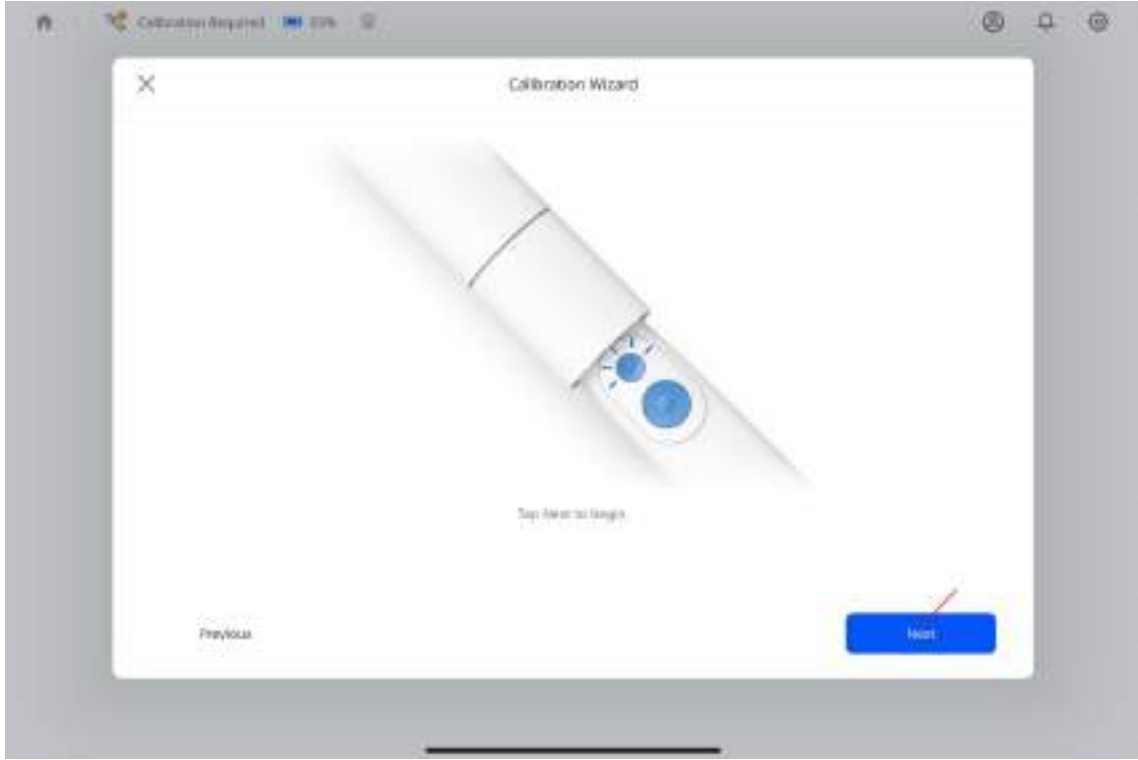 Calibration Required
Calibration Wizard
Tap Next to begin.
Previous
Next